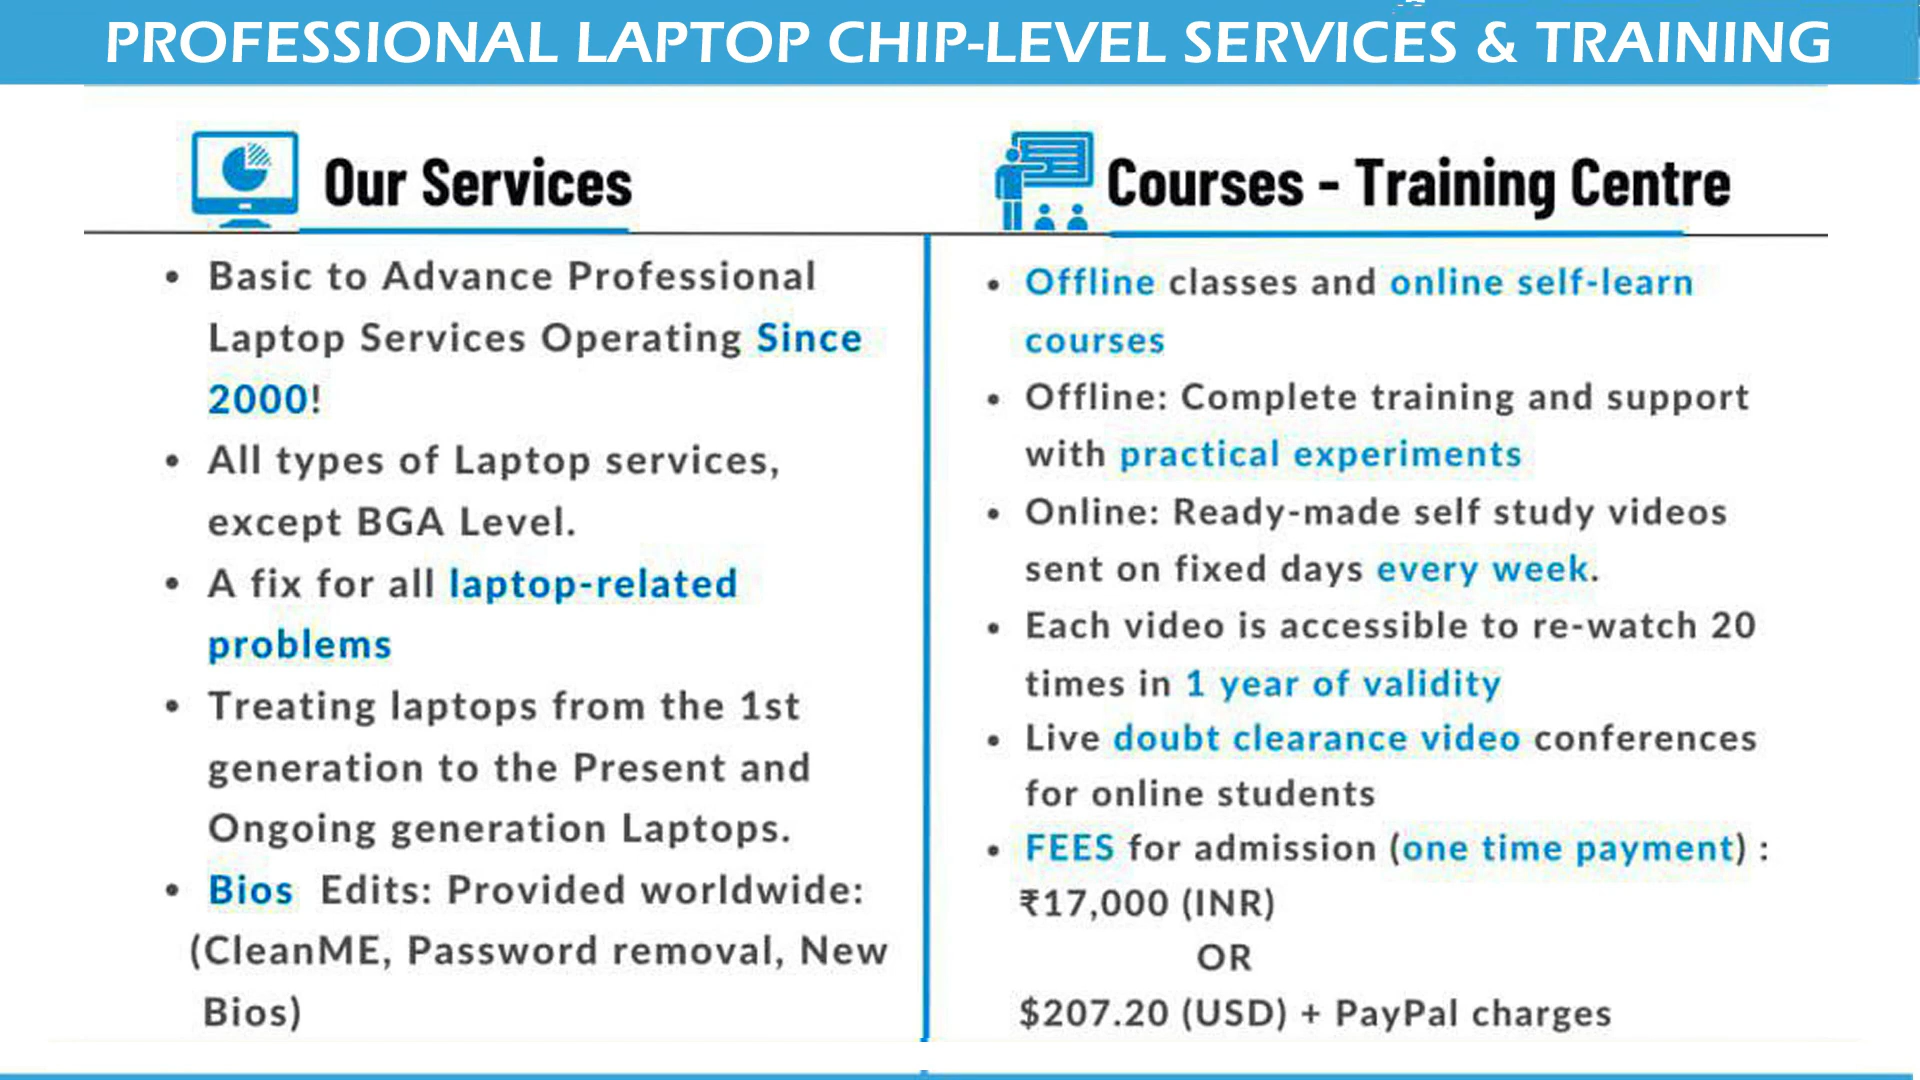 PROFESSIONAL LAPTOP CHIP-LEVEL SERVICES & TRAINING
Our Services
• Basic to Advance Professional
Laptop Services Operating Since
2000!
• All types of Laptop services,
except BGA Level.
• A fix for all laptop-related
problems
• Treating laptops from the 1st
generation to the Present and
Ongoing generation Laptops.
• Bios Edits: Provided worldwide:
(CleanME, Password removal, New
Bios)
Courses - Training Centre
• Offline classes and online self-learn
courses
• Offline: Complete training and support
with practical experiments
• Online: Ready-made self study videos
sent on fixed days every week.
• Each video is accessible to re-watch 20
times in 1 year of validity
• Live doubt clearance video conferences
for online students
• FEES for admission (one time payment) :
₹17,000 (INR)
OR
$207.20 (USD) + PayPal charges